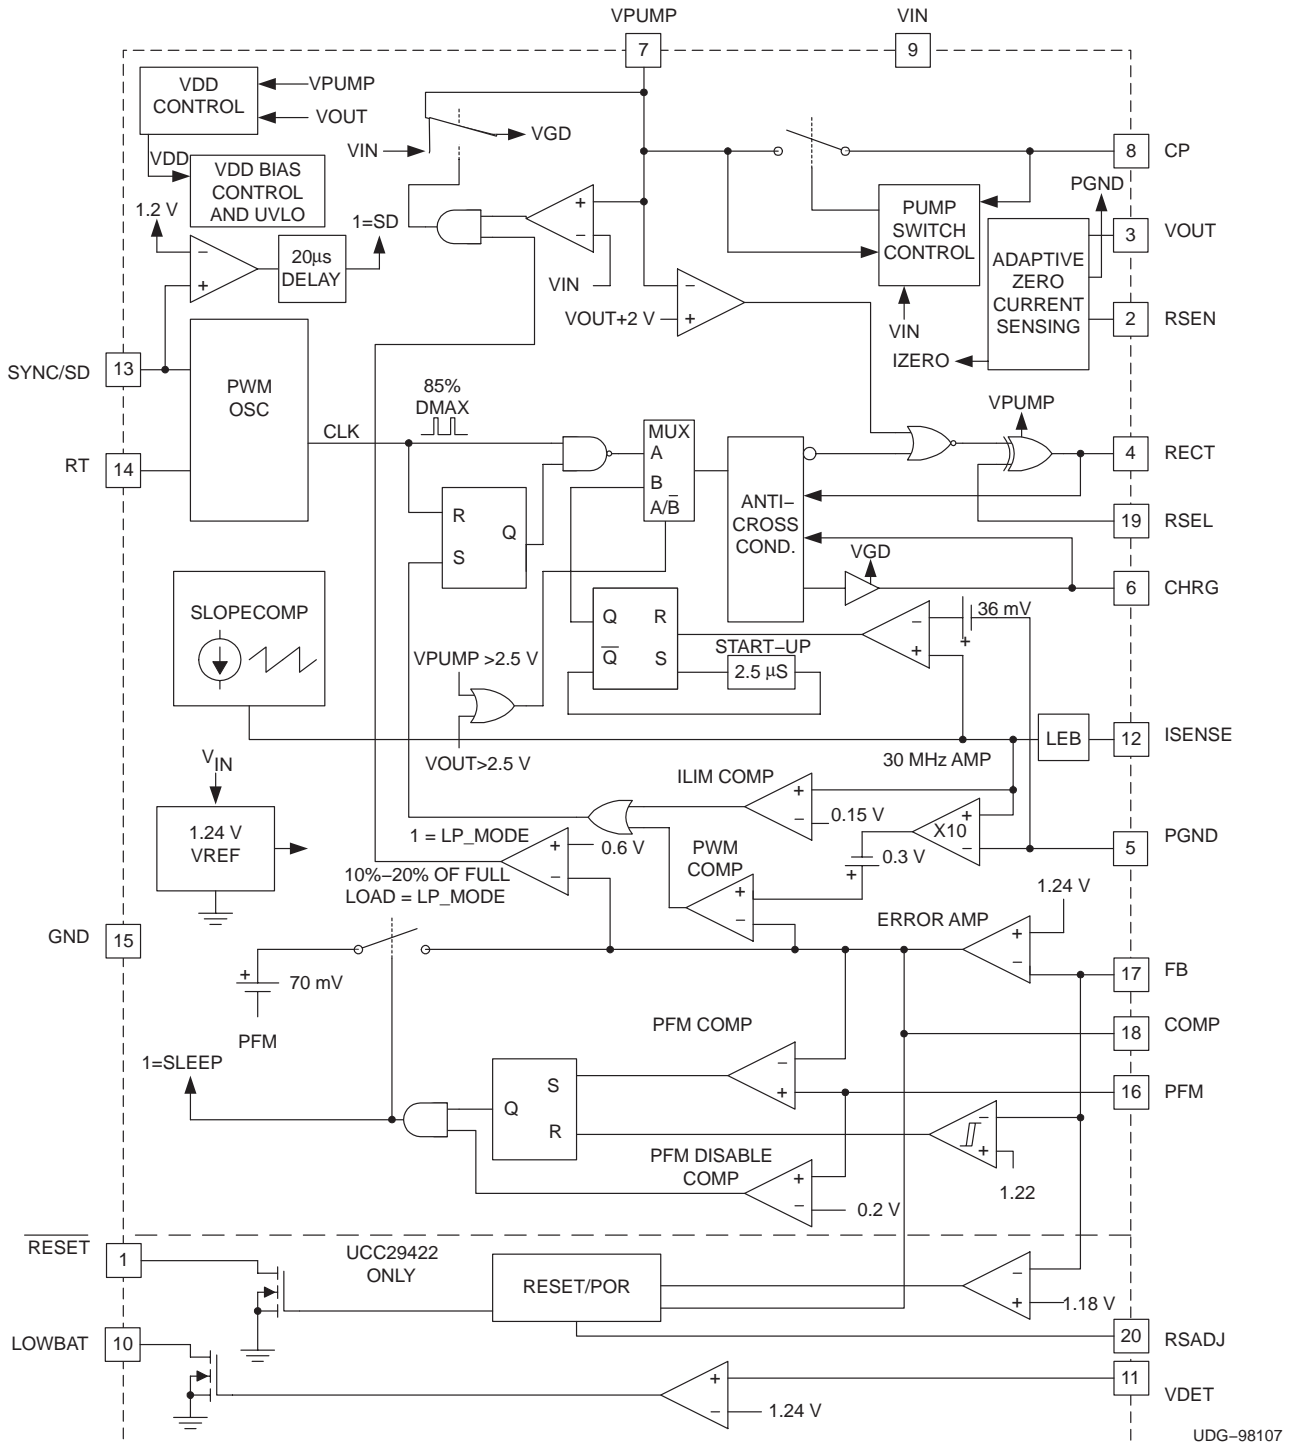 VPUMP
VIN
7
9
VDD
CONTROL
VPUMP
VOUT
VDD
VDD BIAS
CONTROL
AND UVLO
VIN
VGD
8
CP
PGND
PUMP
SWITCH
CONTROL
VIN
3
VOUT
ADAPTIVE
ZERO
CURRENT
SENSING
2
RSEN
IZERO
1.2 V
−
+
20μs
DELAY
1=SD
+
−
VIN
VOUT+2 V
−
+
SYNC/SD
13
PWM
OSC
RT
14
CLK
85%
DMAX
MUX
A
B
A/B̅
R
S
Q
ANTI−
CROSS
COND.
VPUMP
4
RECT
19
RSEL
VGD
6
CHRG
SLOPECOMP
Q
R
Q̅
S
START−UP
2.5 μS
−
+
36 mV
+
VPUMP >2.5 V
VOUT>2.5 V
LEB
12
ISENSE
30 MHz AMP
VIN
1.24 V
VREF
ILIM COMP
+
−
0.15 V
X10
+
−
5
PGND
0.3 V
+
1 = LP_MODE
+
−
0.6 V
10%−20% OF FULL
LOAD = LP_MODE
PWM
COMP
+
−
GND
15
ERROR AMP
1.24 V
+
−
17
FB
+
70 mV
PFM
18
COMP
PFM COMP
−
+
16
PFM
1=SLEEP
S
Q
R
−
+
1.22
PFM DISABLE
COMP
+
−
0.2 V
RESET̅
1
UCC29422
ONLY
RESET/POR
−
+
1.18 V
20
RSADJ
LOWBAT
10
+
−
1.24 V
11
VDET
UDG−98107